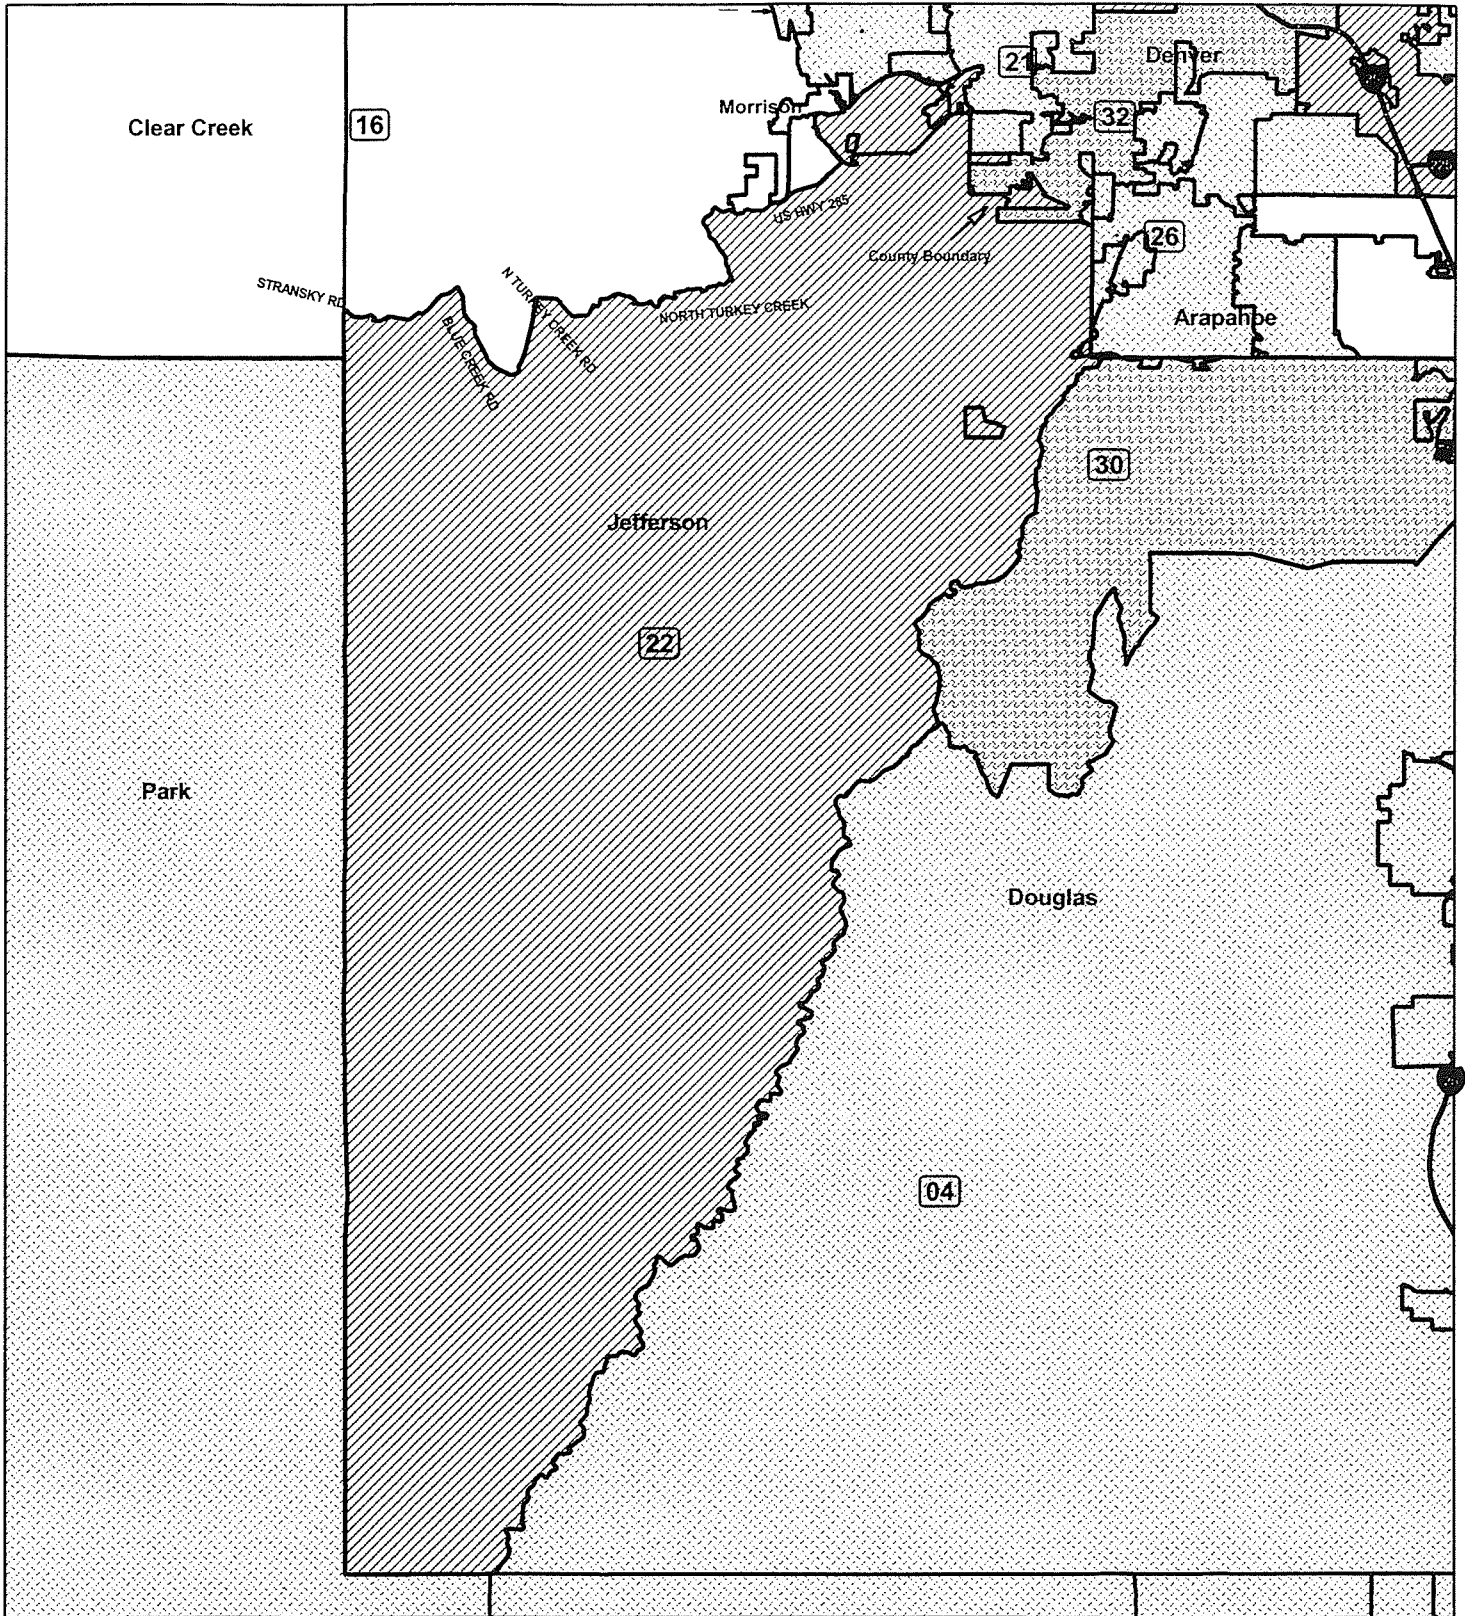 Denver
21
Morrison
32
Clear Creek
16
US HWY 285
26
County Boundary
STRANSKY RD
N TURKEY CREEK RD
NORTH TURKEY CREEK
Arapahoe
BLUE CREEK RD
30
Jefferson
22
Park
Douglas
04